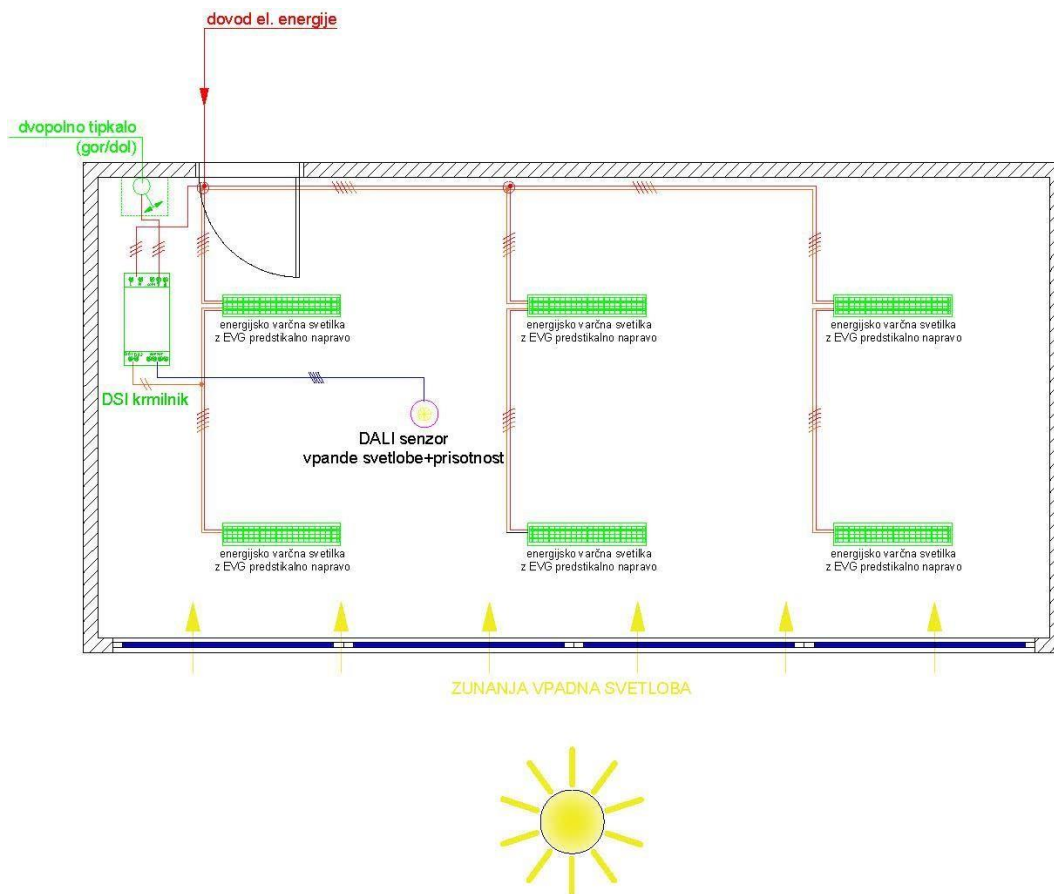 dovod el. energije
dvopolno tipkalo
(gor/dol)
energijsko varčna svetilka
z EVG predstikalno napravo
energijsko varčna svetilka
z EVG predstikalno napravo
energijsko varčna svetilka
z EVG predstikalno napravo
DSI krmilnik
DALI senzor
vpande svetlobe+prisotnost
energijsko varčna svetilka
z EVG predstikalno napravo
energijsko varčna svetilka
z EVG predstikalno napravo
energijsko varčna svetilka
z EVG predstikalno napravo
ZUNANJA VPADNA SVETLOBA